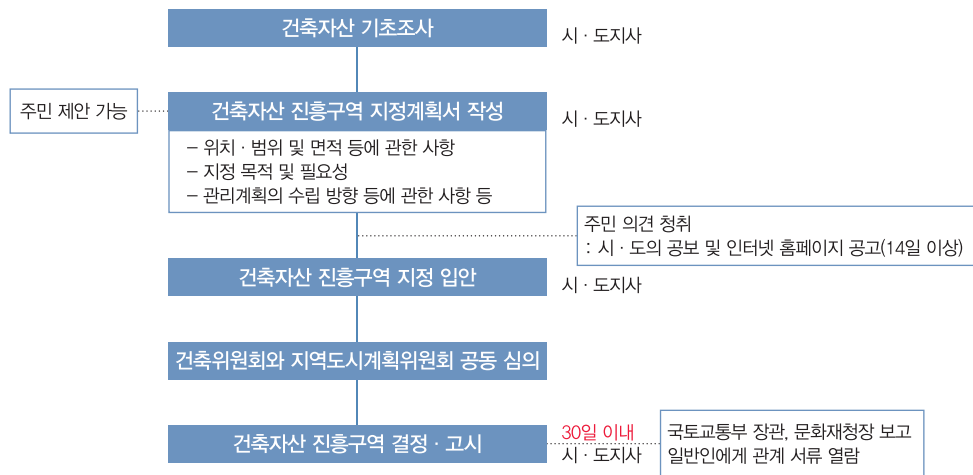 건축자산 기초조사
시 · 도지사
주민 제안 가능
건축자산 진흥구역 지정계획서 작성
시 · 도지사
– 위치 · 범위 및 면적 등에 관한 사항
– 지정 목적 및 필요성
– 관리계획의 수립 방향 등에 관한 사항 등
주민 의견 청취
: 시 · 도의 공보 및 인터넷 홈페이지 공고(14일 이상)
건축자산 진흥구역 지정 입안
시 · 도지사
건축위원회와 지역도시계획위원회 공동 심의
건축자산 진흥구역 결정 · 고시
30일 이내
시 · 도지사
국토교통부 장관, 문화재청장 보고
일반인에게 관계 서류 열람